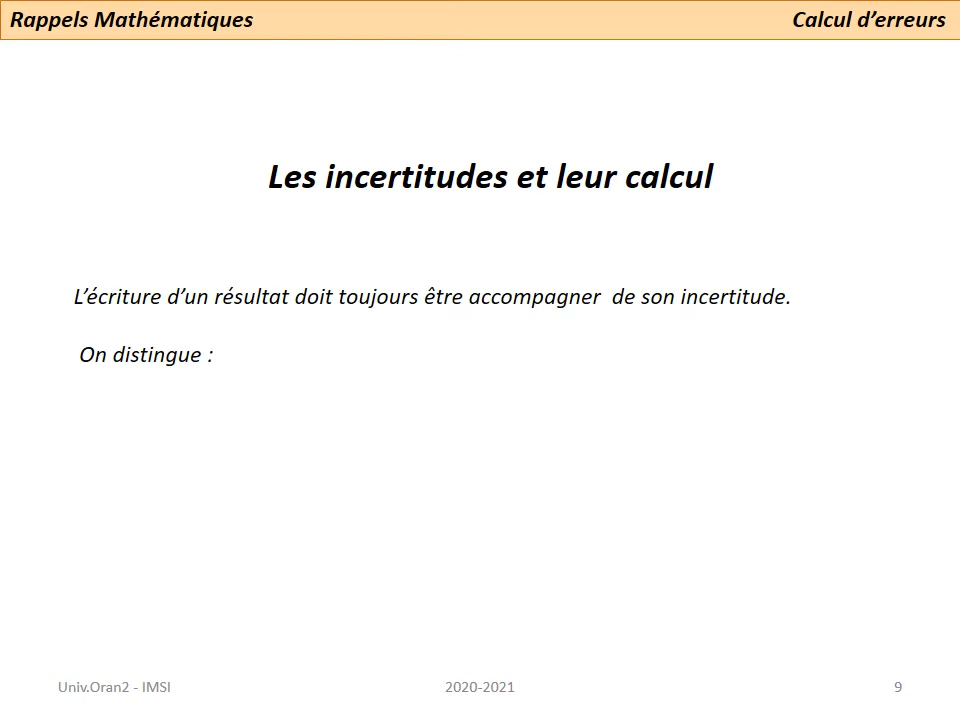 Rappels Mathématiques Calcul d’erreurs
Les incertitudes et leur calcul
L’écriture d’un résultat doit toujours être accompagner de son incertitude.
On distingue :
Univ.Oran2 - IMSI 2020-2021 9